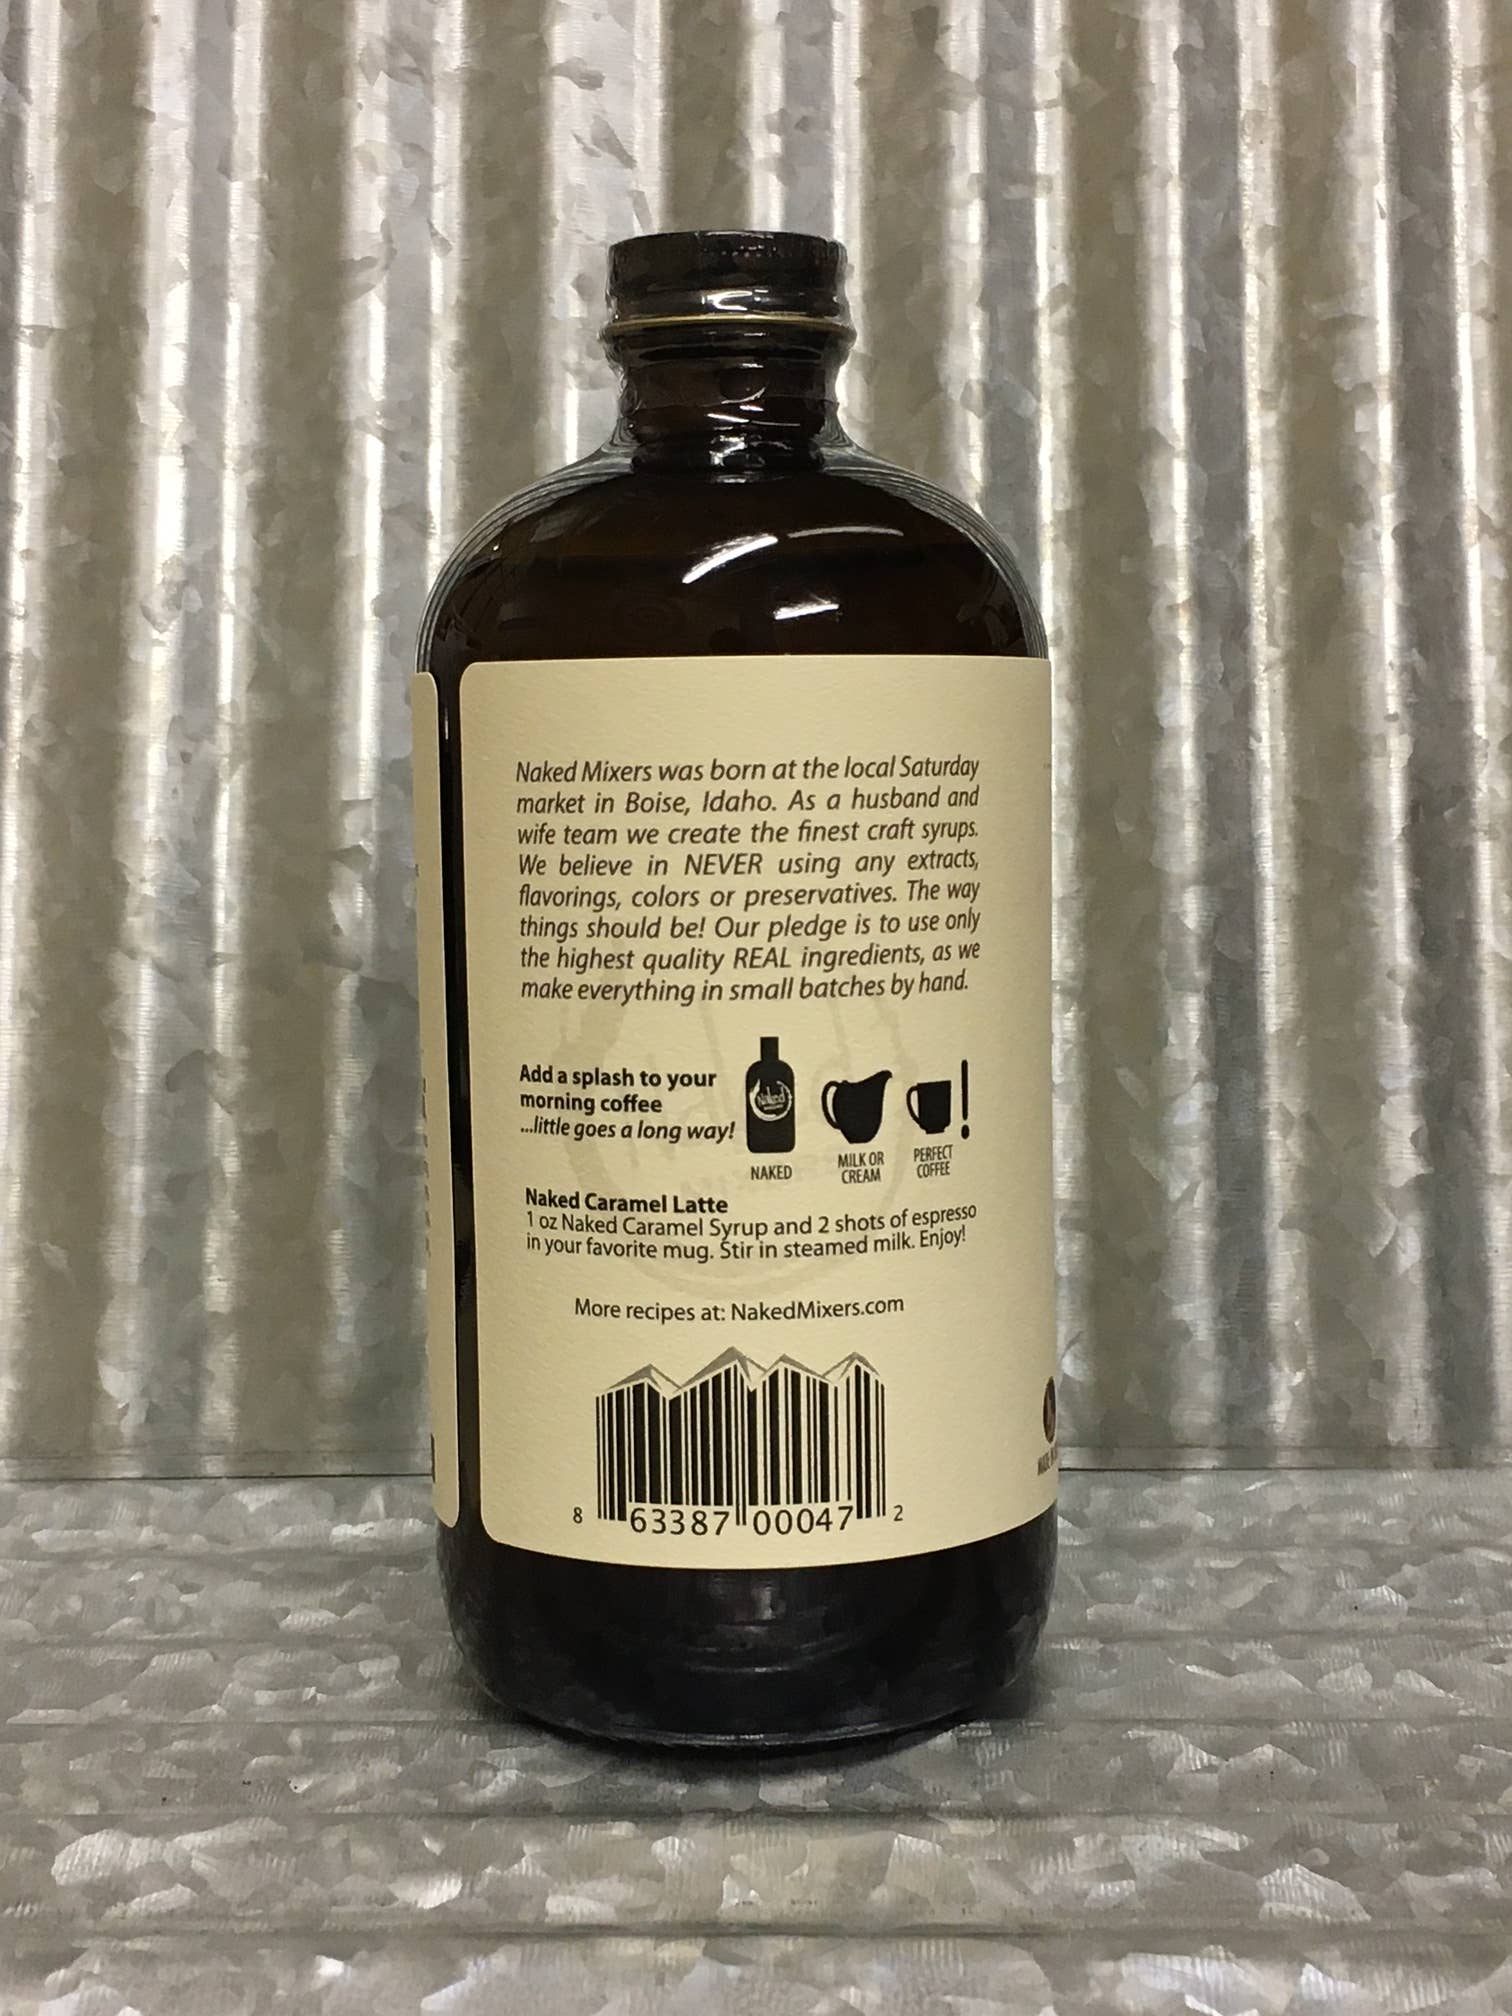 Naked Mixers was born at the local Saturday
market in Boise, Idaho. As a husband and
wife team we create the finest craft syrups.
We believe in NEVER using any extracts,
flavorings, colors or preservatives. The way
things should be! Our pledge is to use only
the highest quality REAL ingredients, as we
make everything in small batches by hand.
Add a splash to your
morning coffee
...little goes a long way!
Naked
NAKED
MILK OR
CREAM
PERFECT
COFFEE
!
Naked Caramel Latte
1 oz Naked Caramel Syrup and 2 shots of espresso
in your favorite mug. Stir in steamed milk. Enjoy!
More recipes at: NakedMixers.com
8 63387 00047 2
MADE